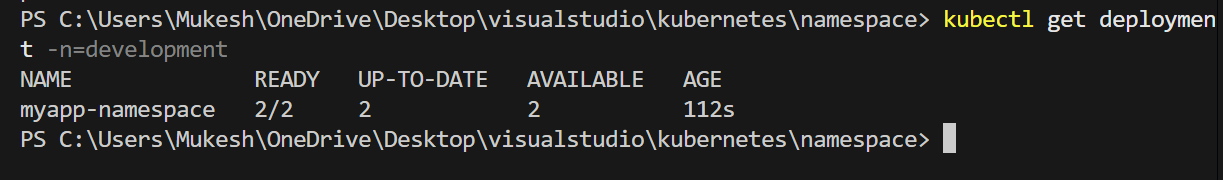 PS C:\Users\Mukesh\OneDrive\Desktop\visualstudio\kubernetes\namespace> kubectl get deploymen
t -n=development
NAME              READY   UP-TO-DATE   AVAILABLE   AGE
myapp-namespace   2/2     2            2           112s
PS C:\Users\Mukesh\OneDrive\Desktop\visualstudio\kubernetes\namespace>